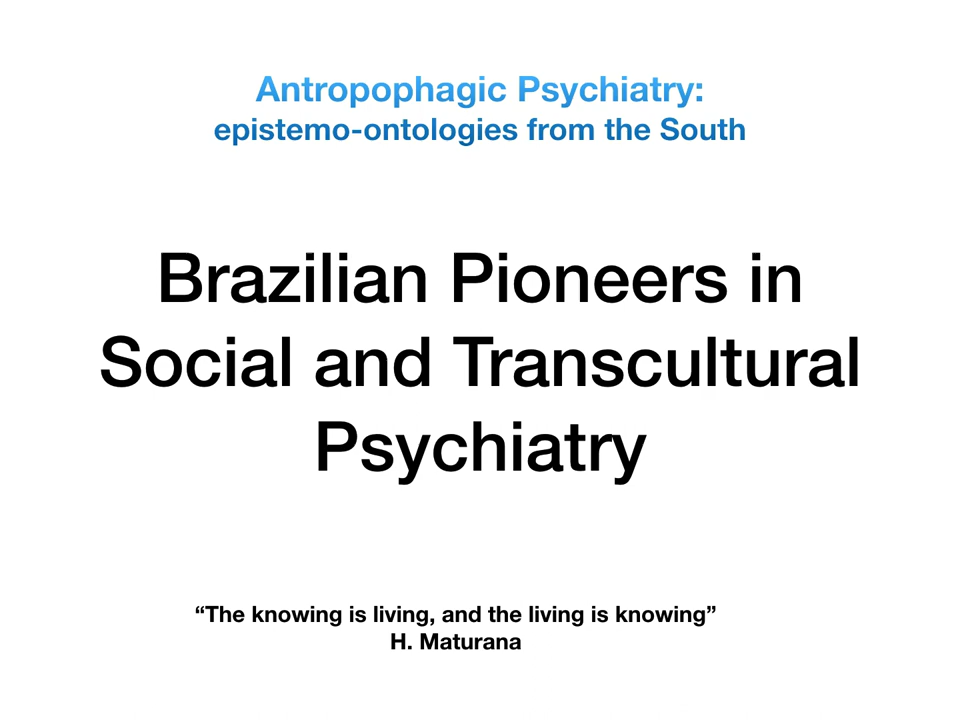 Antropophagic Psychiatry:
epistemo-ontologies from the South
Brazilian Pioneers in
Social and Transcultural
Psychiatry
“The knowing is living, and the living is knowing”
H. Maturana